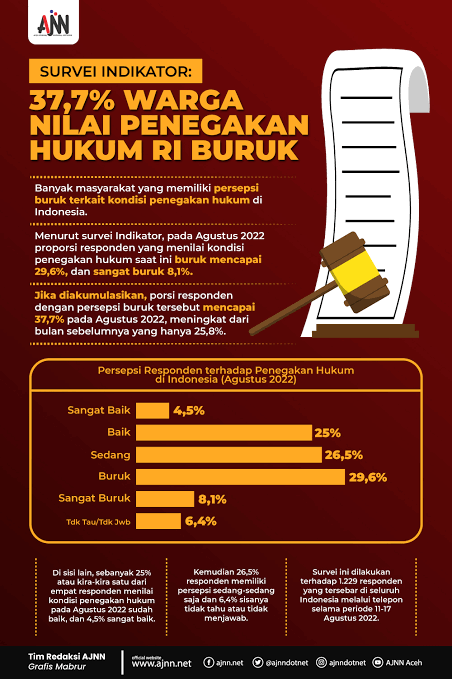 AJNN
SURVEI INDIKATOR:
37,7% WARGA
NILAI PENEGAKAN
HUKUM RI BURUK
Banyak masyarakat yang memiliki persepsi
buruk terkait kondisi penegakan hukum di
Indonesia.
Menurut survei Indikator, pada Agustus 2022
proporsi responden yang menilai kondisi
penegakan hukum saat ini buruk mencapai
29,6%, dan sangat buruk 8,1%.
Jika diakumulasikan, porsi responden
dengan persepsi buruk tersebut mencapai
37,7% pada Agustus 2022, meningkat dari
bulan sebelumnya yang hanya 25,8%.
Persepsi Responden terhadap Penegakan Hukum
di Indonesia (Agustus 2022)
Sangat Baik 4,5%
Baik 25%
Sedang 26,5%
Buruk 29,6%
Sangat Buruk 8,1%
Tdk Tau/Tdk Jwb 6,4%
Di sisi lain, sebanyak 25%
atau kira-kira satu dari
empat responden menilai
kondisi penegakan hukum
pada Agustus 2022 sudah
baik, dan 4,5% sangat baik.
Kemudian 26,5%
responden memiliki
persepsi sedang-sedang
saja dan 6,4% sisanya
tidak tahu atau tidak
menjawab.
Survei ini dilakukan
terhadap 1.229 responden
yang tersebar di seluruh
Indonesia melalui telepon
selama periode 11-17
Agustus 2022.
Tim Redaksi AJNN
Grafis Mabrur
official website
www.ajnn.net
ajnn.net
@ajnndotnet
ajnndotnet
AJNN Aceh